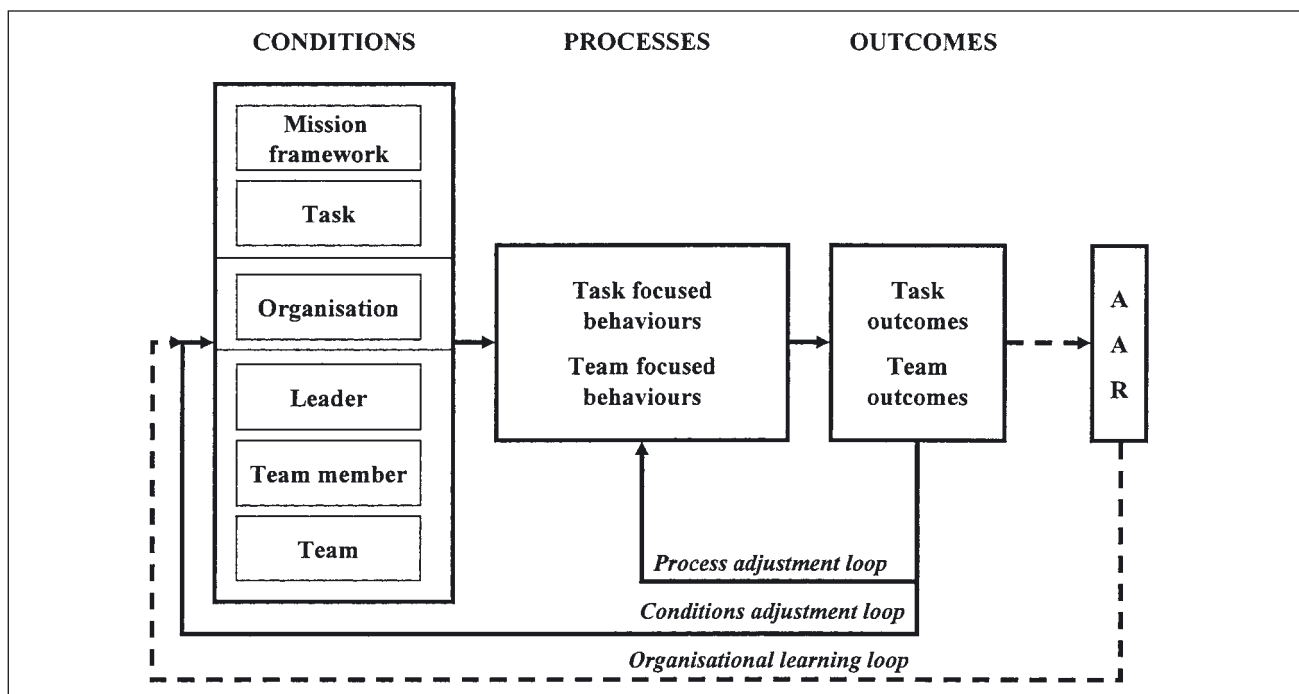 CONDITIONS PROCESSES OUTCOMES
Mission
framework
Task
Organisation
Leader
Team member
Team
Task focused
behaviours
Team focused
behaviours
Task
outcomes
Team
outcomes
A
A
R
Process adjustment loop
Conditions adjustment loop
Organisational learning loop